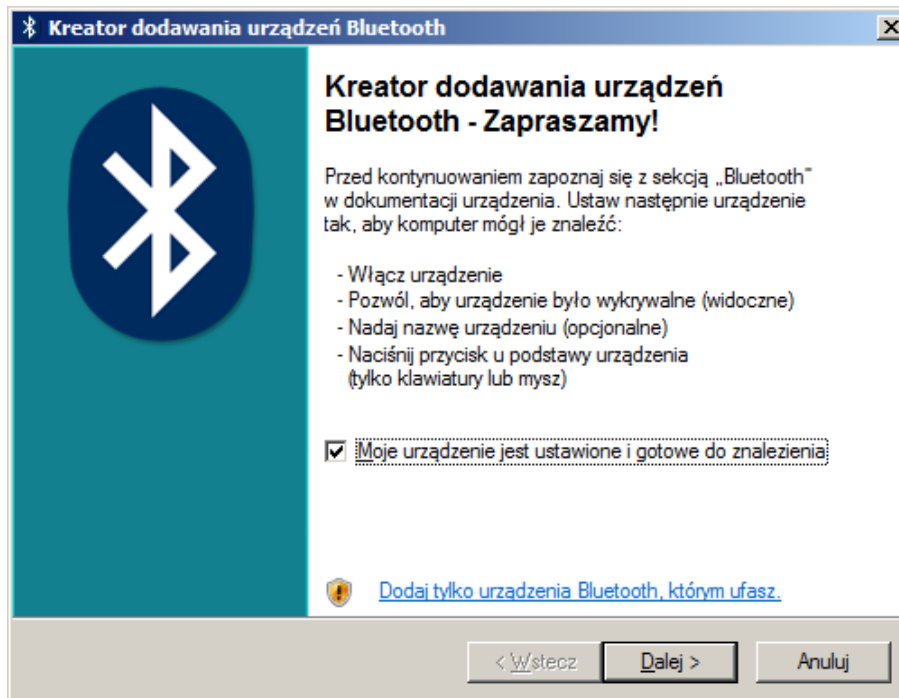 Kreator dodawania urządzeń Bluetooth
Kreator dodawania urządzeń
Bluetooth - Zapraszamy!
Przed kontynuowaniem zapoznaj się z sekcją „Bluetooth”
w dokumentacji urządzenia. Ustaw następnie urządzenie
tak, aby komputer mógł je znaleźć:
- Włącz urządzenie
- Pozwól, aby urządzenie było wykrywalne (widoczne)
- Nadaj nazwę urządzeniu (opcjonalne)
- Naciśnij przycisk u podstawy urządzenia
(tylko klawiatury lub mysz)
Moje urządzenie jest ustawione i gotowe do znalezienia
Dodaj tylko urządzenia Bluetooth, którym ufasz.
< Wstecz
Dalej >
Anuluj